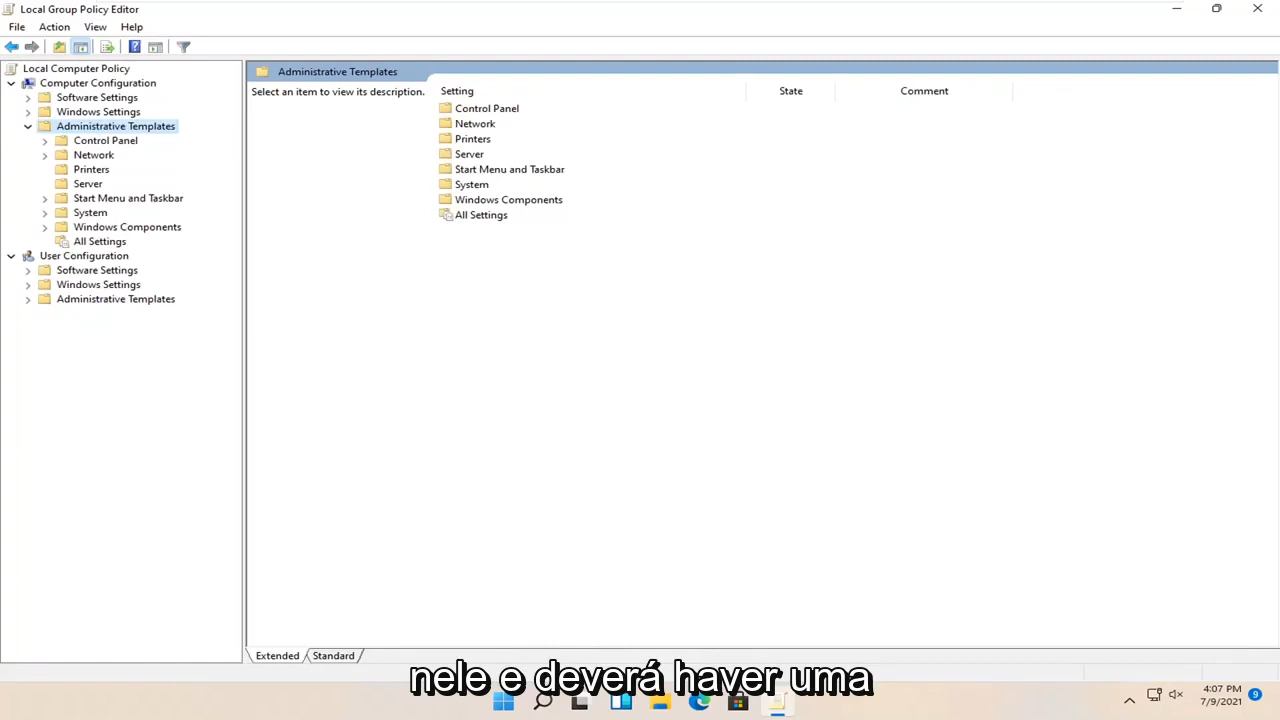 Local Group Policy Editor
File Action View Help
Local Computer Policy
Computer Configuration
Software Settings
Windows Settings
Administrative Templates
Control Panel
Network
Printers
Server
Start Menu and Taskbar
System
Windows Components
All Settings
User Configuration
Software Settings
Windows Settings
Administrative Templates
Administrative Templates
Select an item to view its description.
Setting State Comment
Control Panel
Network
Printers
Server
Start Menu and Taskbar
System
Windows Components
All Settings
Extended Standard
nele e deverá haver uma
4:07 PM
7/9/2021
9